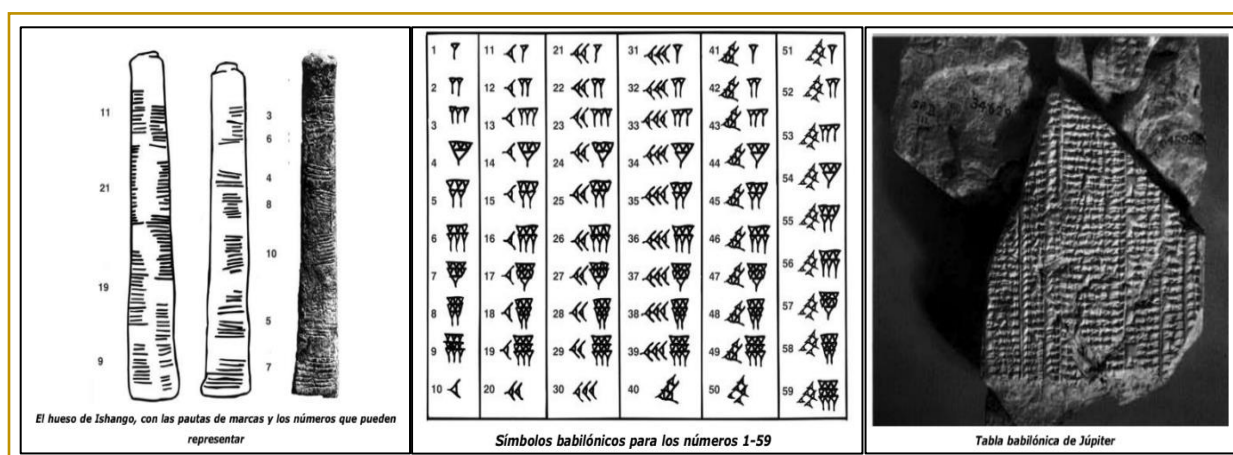 11
21
19
9
3
6
4
8
10
5
7
El hueso de Ishango, con las pautas de marcas y los números que pueden
representar
1 11 21 31 41 51
2 12 22 32 42 52
3 13 23 33 43 53
4 14 24 34 44 54
5 15 25 35 45 55
6 16 26 36 46 56
7 17 27 37 47 57
8 18 28 38 48 58
9 19 29 39 49 59
10 20 30 40 50
Símbolos babilónicos para los números 1-59
Tabla babilónica de Júpiter